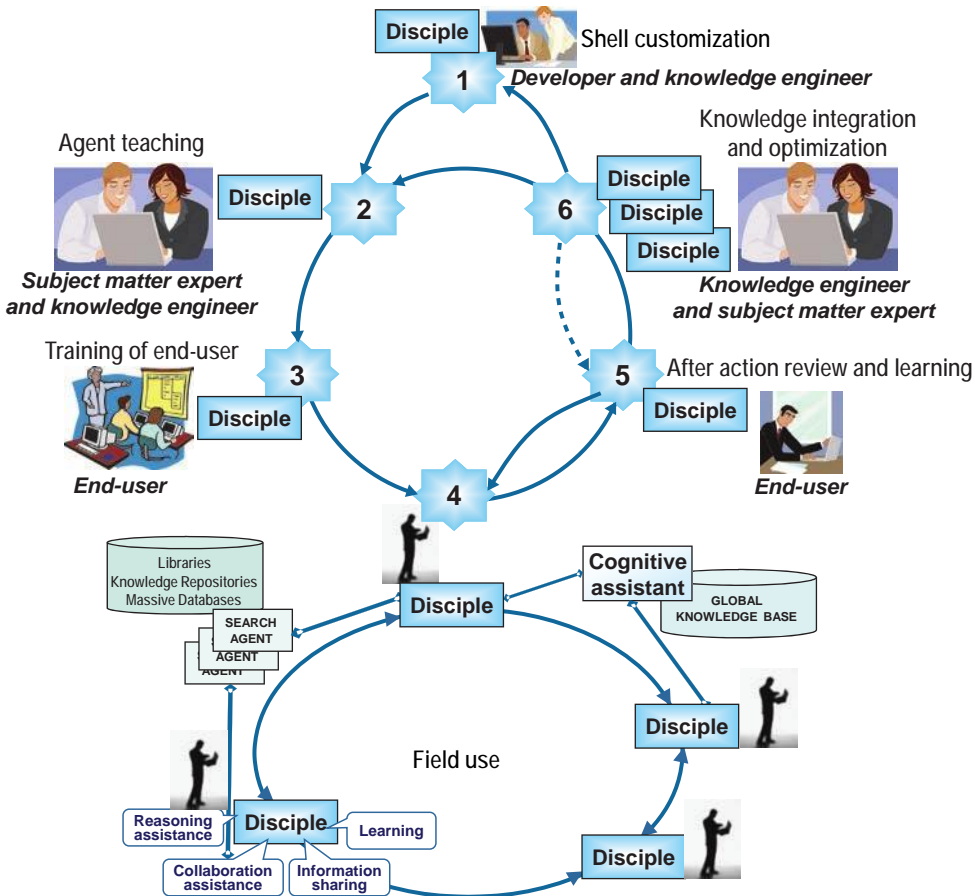 Disciple
Shell customization
1
Developer and knowledge engineer
Agent teaching
Knowledge integration
and optimization
Disciple
2
6
Disciple
Disciple
Disciple
Subject matter expert
and knowledge engineer
Knowledge engineer
and subject matter expert
Training of end-user
3
5
After action review and learning
Disciple
Disciple
End-user
End-user
4
Libraries
Knowledge Repositories
Massive Databases
Cognitive
assistant
Disciple
GLOBAL
KNOWLEDGE BASE
SEARCH
AGENT
AGENT
AGENT
Disciple
Field use
Reasoning
assistance
Disciple
Learning
Collaboration
assistance
Information
sharing
Disciple